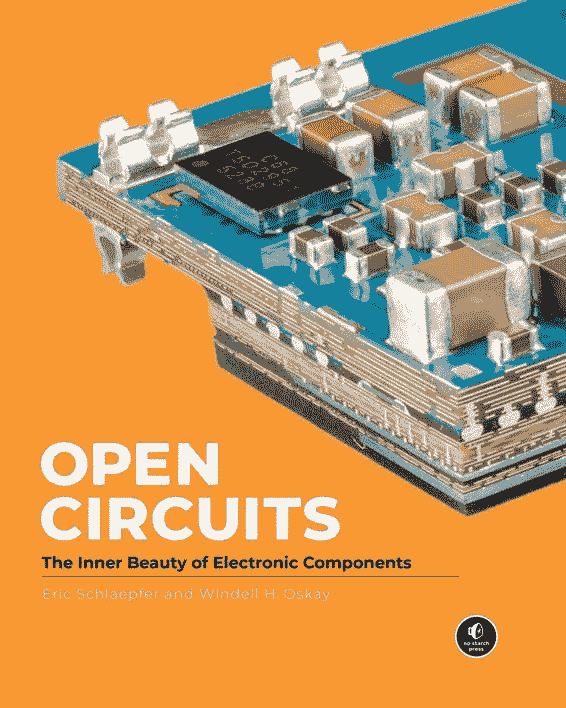 OPEN
CIRCUITS
The Inner Beauty of Electronic Components
Eric Schlaepfer and Windell H. Oskay
no starch
press